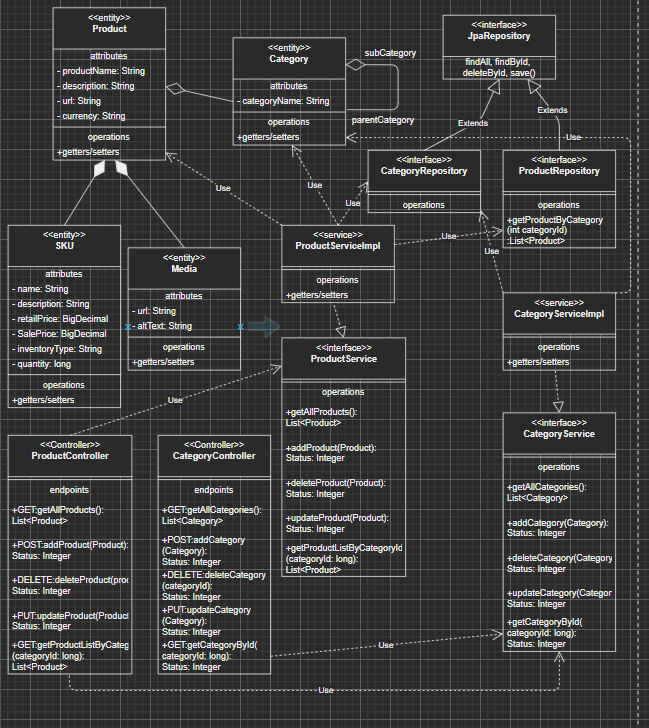 <<entity>>
Product
attributes
- productName: String
- description: String
- url: String
- currency: String
operations
+getters/setters
<<entity>>
Category
attributes
- categoryName: String
operations
+getters/setters
subCategory
parentCategory
<<interface>>
JpaRepository
findAll, findById,
deleteById, save()
Extends
Extends
Use
<<interface>>
CategoryRepository
operations
<<interface>>
ProductRepository
operations
+getProductByCategory
(int categoryId)
:List<Product>
Use
Use
Use
Use
<<entity>>
SKU
attributes
- name: String
- description: String
- retailPrice: BigDecimal
- SalePrice: BigDecimal
- inventoryType: String
- quantity: long
operations
+getters/setters
<<entity>>
Media
attributes
- url: String
- altText: String
operations
+getters/setters
<<service>>
ProductServiceImpl
operations
+getters/setters
Use
<<service>>
CategoryServiceImpl
operations
+getters/setters
<<interface>>
ProductService
operations
+getAllProducts():
List<Product>
+addProduct(Product):
Status: Integer
+deleteProduct(Product):
Status: Integer
+updateProduct(Product):
Status: Integer
+getProductListByCategoryId
(categoryId: long):
List<Product>
Use
<<Controller>>
ProductController
endpoints
+GET:getAllProducts():
List<Product>
+POST:addProduct(Product):
Status: Integer
+DELETE:deleteProduct(proc
Status: Integer
+PUT:updateProduct(Product
Status: Integer
+GET:getProductListByCateg
(categoryId: long):
List<Product>
<<Controller>>
CategoryController
endpoints
+GET:getAllCategories():
List<Category>
+POST:addCategory
(Category):
Status: Integer
+DELETE:deleteCategory
(categoryId):
Status: Integer
+PUT:updateCategory
(Category):
Status: Integer
+GET:getCategoryById(
categoryId: long):
Status: Integer
<<interface>>
CategoryService
operations
+getAllCategories():
List<Category>
+addCategory(Category):
Status: Integer
+deleteCategory(Category
Status: Integer
+updateCategory(Categor
Status: Integer
+getCategoryById(
categoryId: long):
Status: Integer
Use
Use